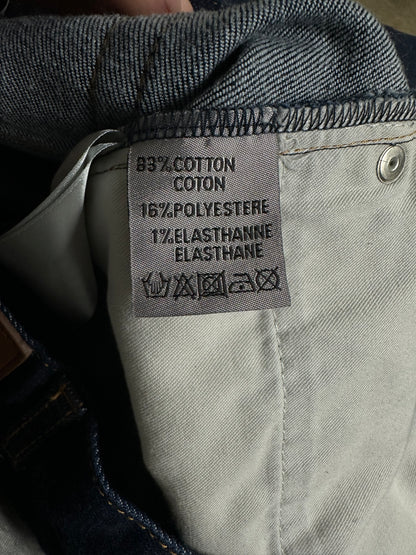 83% COTTON
COTON
16% POLYESTERE
1% ELASTHANNE
ELASTHANE